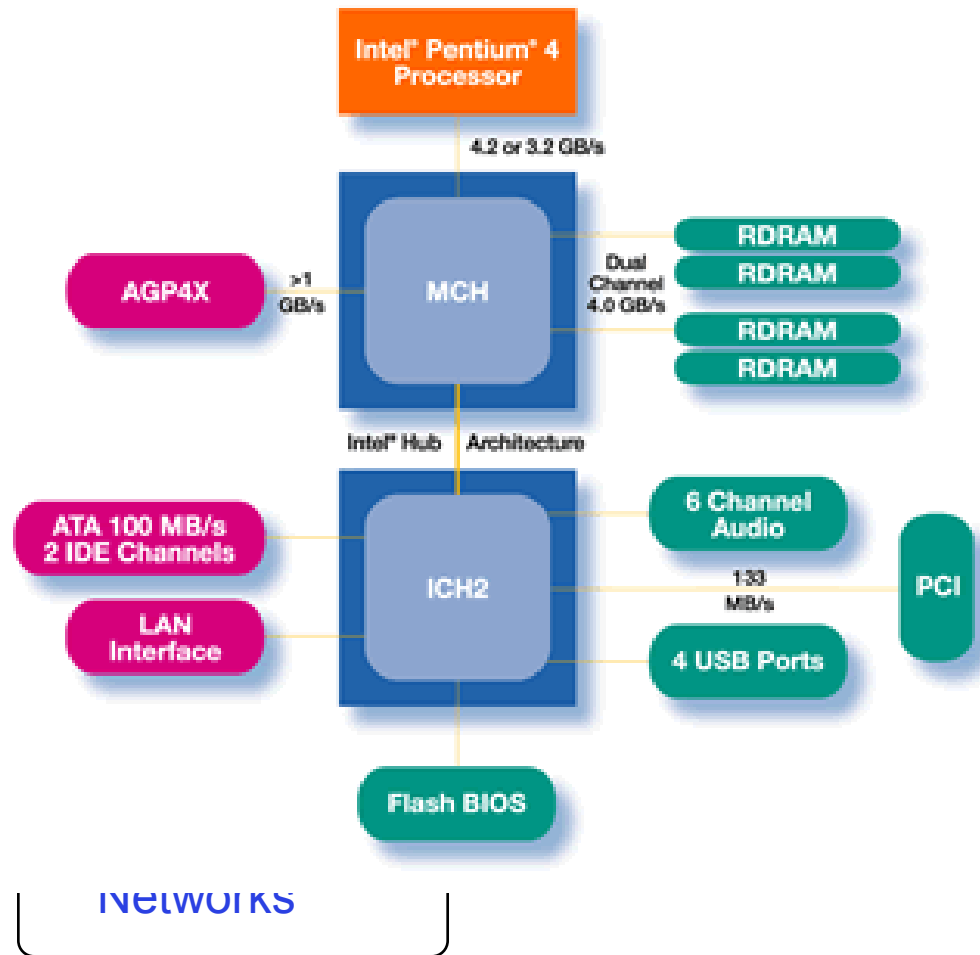 Intel® Pentium® 4
Processor
4.2 or 3.2 GB/s
RDRAM
RDRAM
RDRAM
RDRAM
Dual
Channel
4.0 GB/s
MCH
>1
GB/s
AGP4X
Intel® Hub Architecture
ATA 100 MB/s
2 IDE Channels
6 Channel
Audio
ICH2
133
MB/s
PCI
LAN
Interface
4 USB Ports
Flash BIOS
Networks